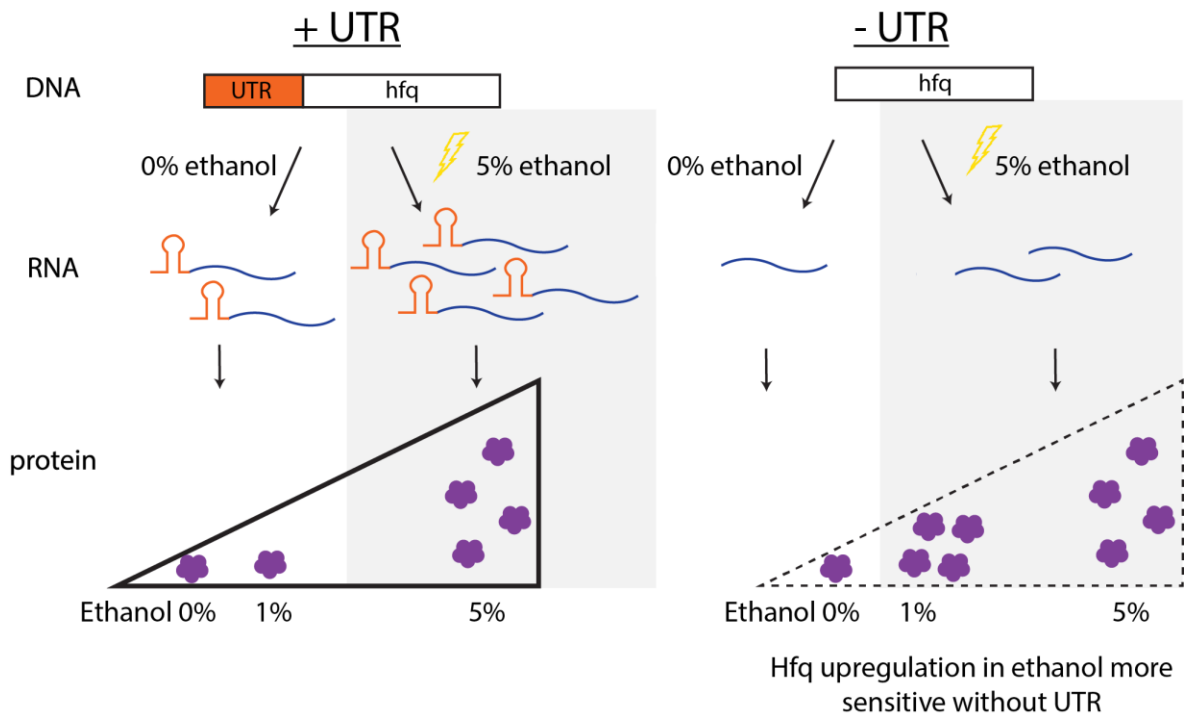 + UTR
- UTR
DNA
UTR
hfq
hfq
0% ethanol
5% ethanol
0% ethanol
5% ethanol
RNA
protein
Ethanol 0%
1%
5%
Ethanol 0%
1%
5%
Hfq upregulation in ethanol more
sensitive without UTR